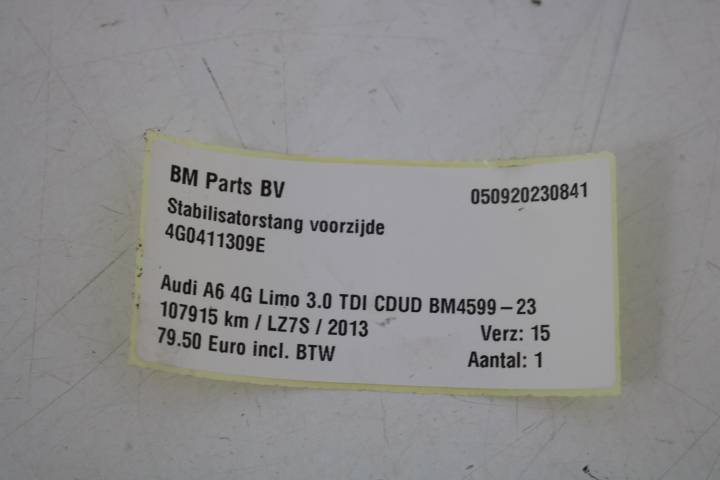 BM Parts BV 050920230841
Stabilisatorstang voorzijde
4G0411309E
Audi A6 4G Limo 3.0 TDI CDUD BM4599-23
107915 km / LZ7S / 2013 Verz: 15
79.50 Euro incl. BTW Aantal: 1